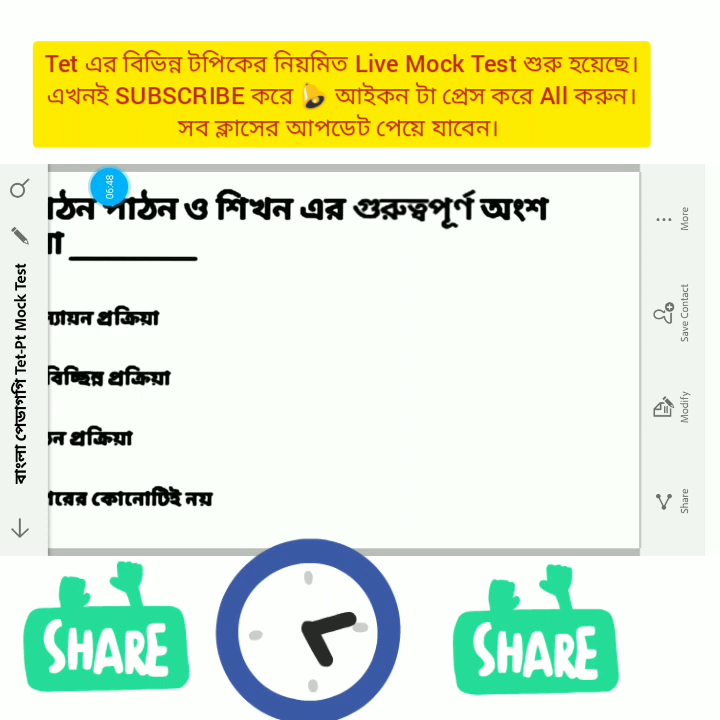 Tet এর বিভিন্ন টপিকের নিয়মিত Live Mock Test শুরু হয়েছে।
এখনই SUBSCRIBE করে আইকন টা প্রেস করে All করুন।
সব ক্লাসের আপডেট পেয়ে যাবেন।
06:48
পাঠন ও শিখন এর গুরুত্বপূর্ণ অংশ
প্রক্রিয়া
বিচ্ছিন্ন প্রক্রিয়া
প্রক্রিয়া
কোনোটিই নয়
বাংলা পেডাগগি Tet-Pt Mock Test
More
Save Contact
Modify
Share
SHARE
SHARE